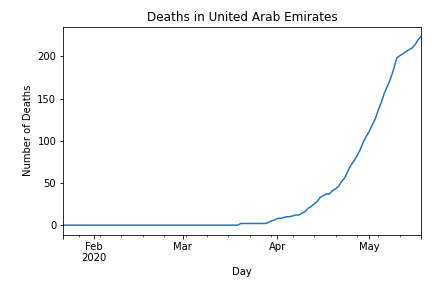 Deaths in United Arab Emirates
Number of Deaths
200
150
100
50
0
Feb
2020
Mar
Apr
May
Day